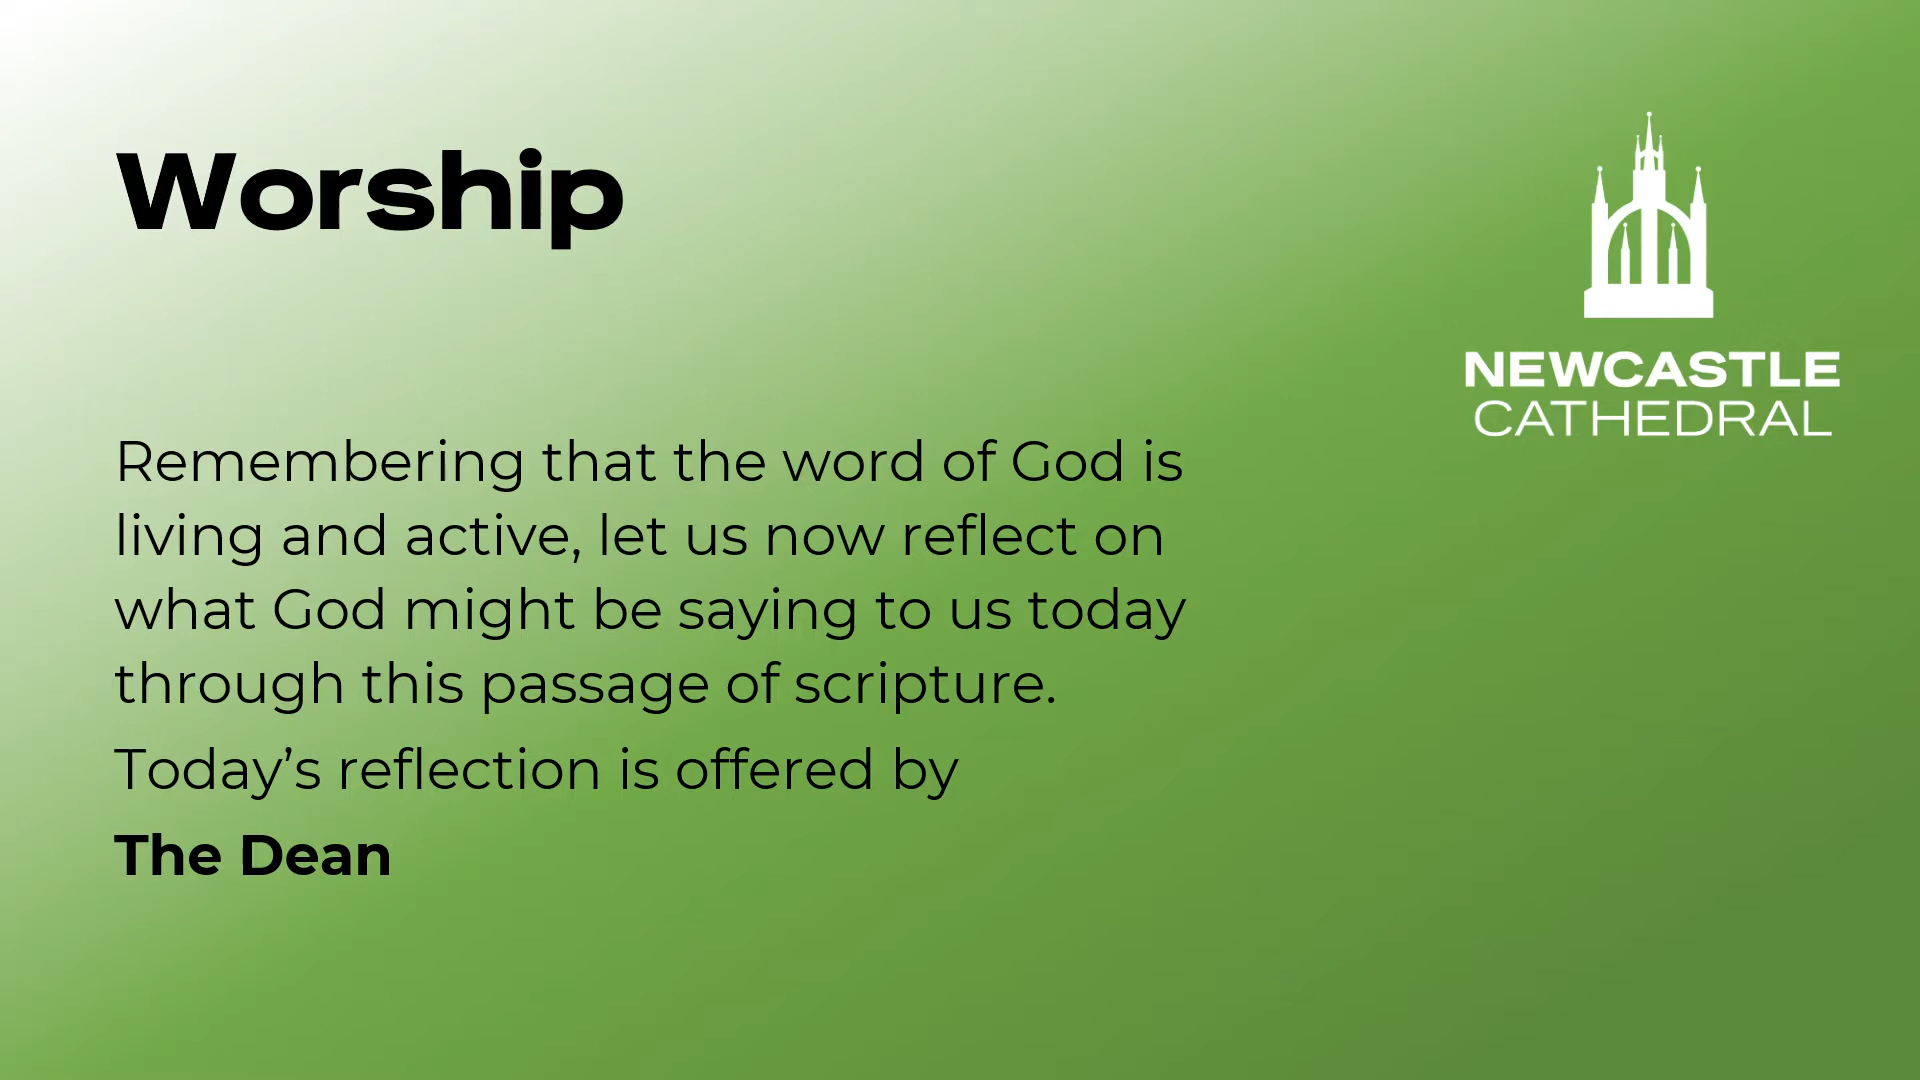 Worship
NEWCASTLE
CATHEDRAL
Remembering that the word of God is
living and active, let us now reflect on
what God might be saying to us today
through this passage of scripture.
Today’s reflection is offered by
The Dean